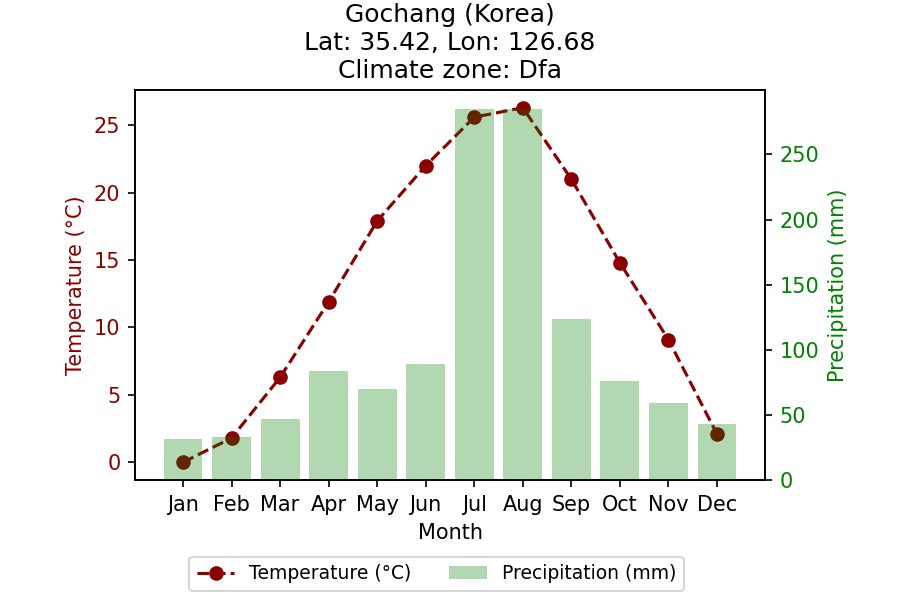 Gochang (Korea)
Lat: 35.42, Lon: 126.68
Climate zone: Dfa
Temperature (°C)
25
20
15
10
5
0
Precipitation (mm)
250
200
150
100
50
0
Jan Feb Mar Apr May Jun Jul Aug Sep Oct Nov Dec
Month
Temperature (°C) Precipitation (mm)